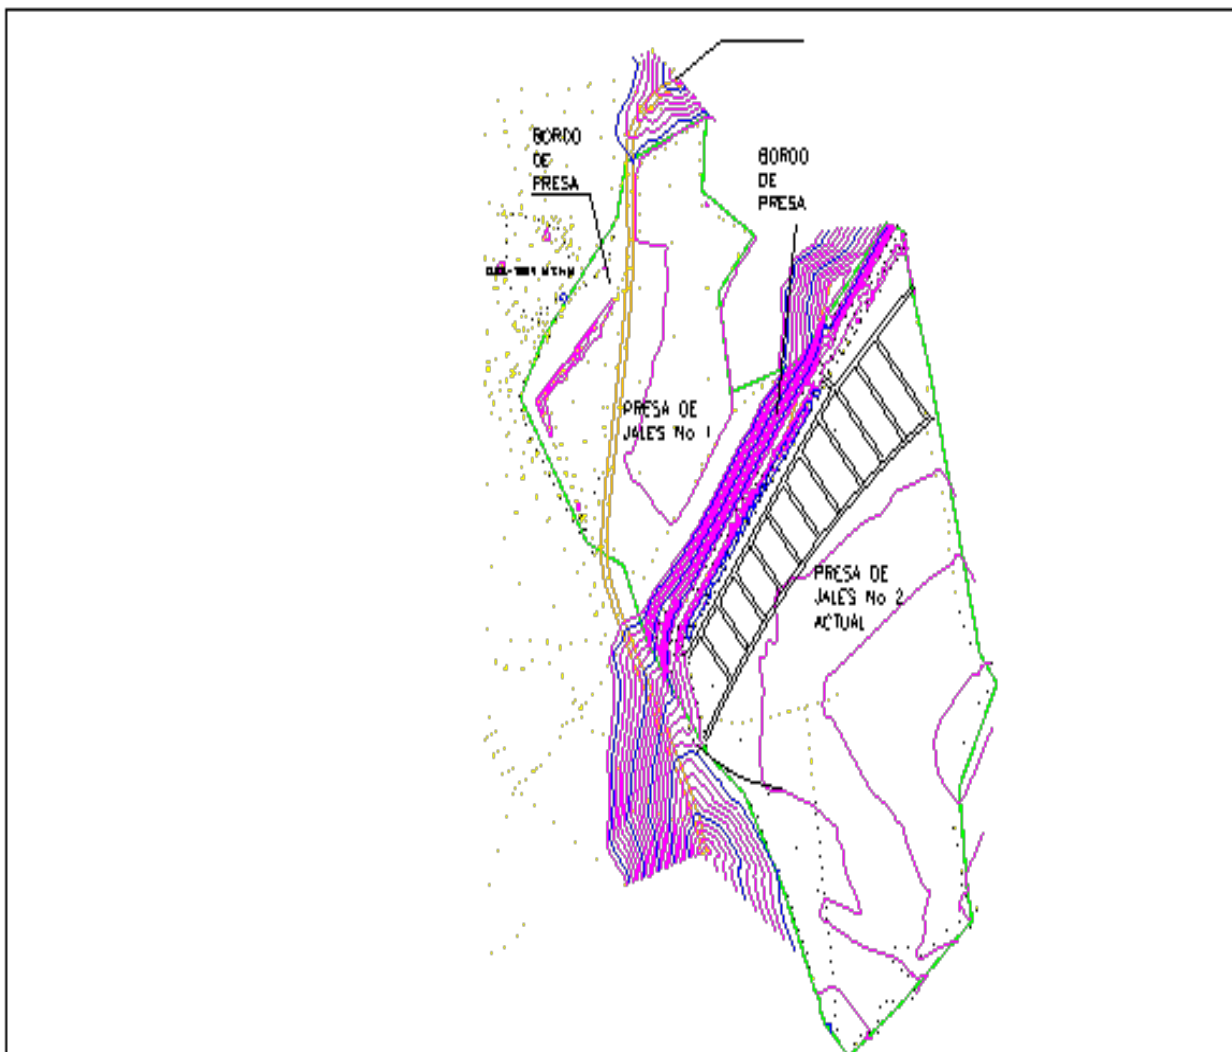 BORDO
DE
PRESA
BORDO
DE
PRESA
PRESA DE
JALES No 1
PRESA DE
JALES No 2
ACTUAL